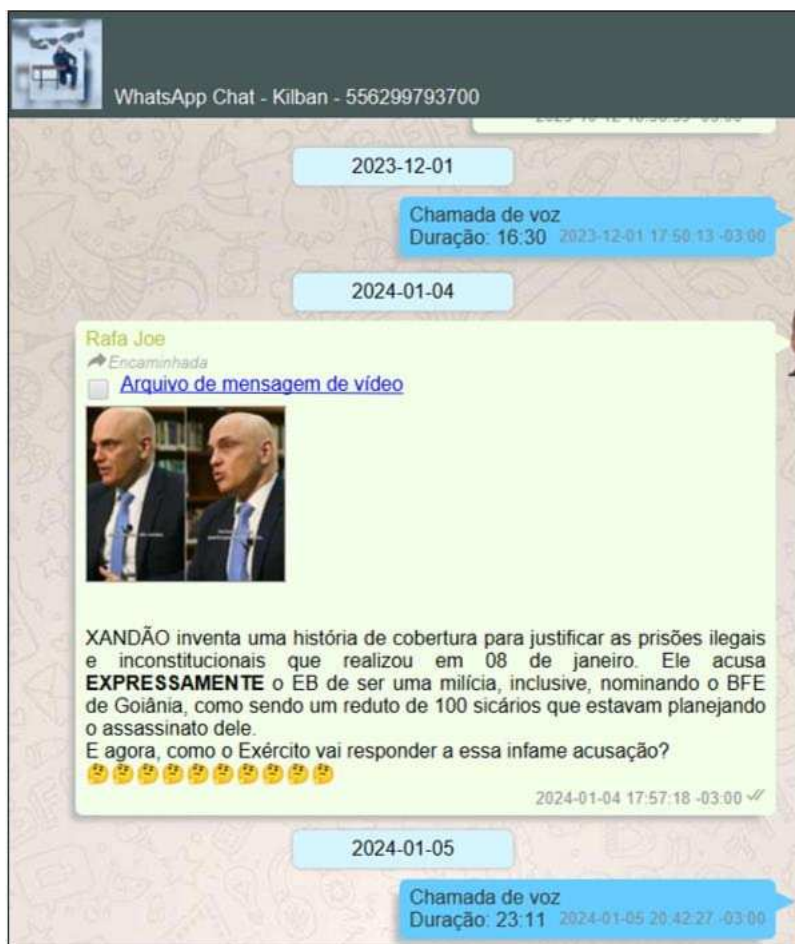 WhatsApp Chat - Kilban - 556299793700
2023-12-01
Chamada de voz
Duração: 16:30 2023-12-01 17:50:13 -03:00
2024-01-04
Rafa Joe
Encaminhada
Arquivo de mensagem de vídeo
XANDÃO inventa uma história de cobertura para justificar as prisões ilegais
e inconstitucionais que realizou em 08 de janeiro. Ele acusa
EXPRESSAMENTE o EB de ser uma milícia, inclusive, nominando o BFE
de Goiânia, como sendo um reduto de 100 sicários que estavam planejando
o assassinato dele.
E agora, como o Exército vai responder a essa infame acusação?
🤔🤔🤔🤔🤔🤔🤔🤔🤔🤔
2024-01-04 17:57:18 -03:00
2024-01-05
Chamada de voz
Duração: 23:11 2024-01-05 20:42:27 -03:00